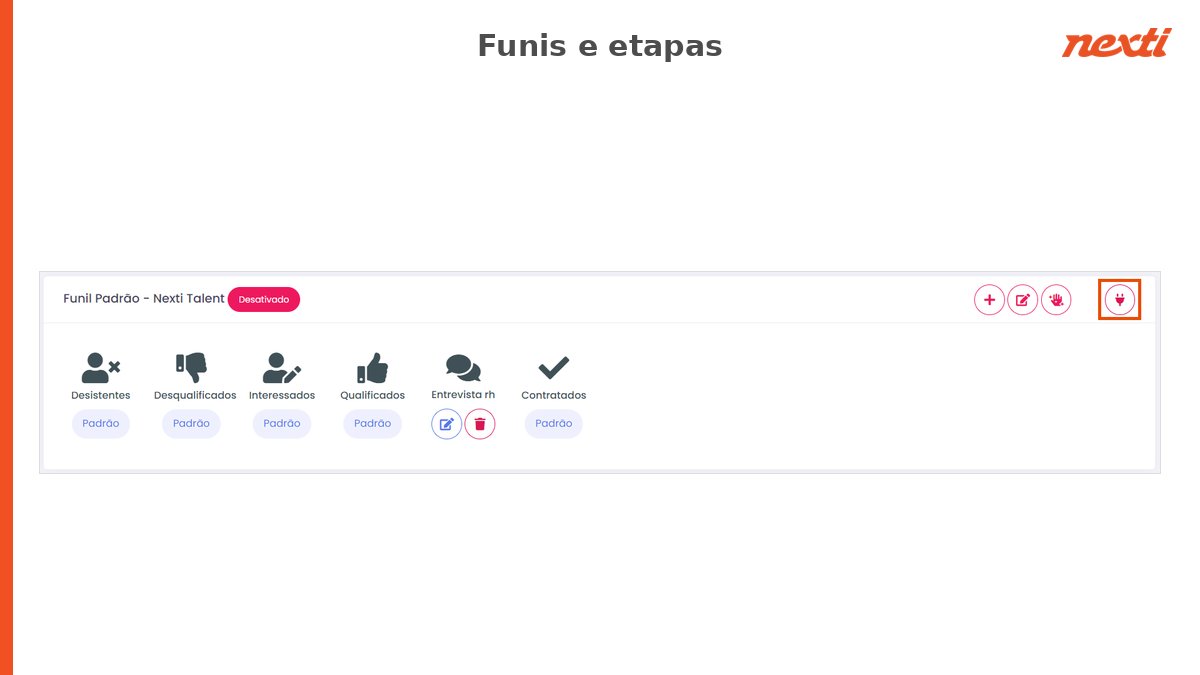 Funis e etapas
nexti
Funil Padrão - Nexti Talent Desativado
Desistentes Desqualificados Interessados Qualificados Entrevista rh Contratados
Padrão Padrão Padrão Padrão Padrão